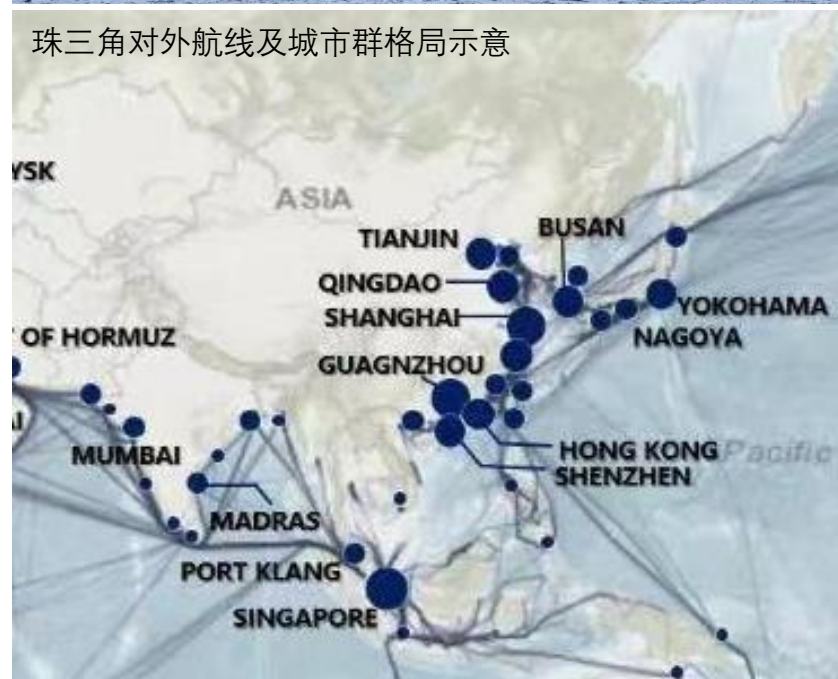 珠三角对外航线及城市群格局示意
YSK
ASIA
TIANJIN
BUSAN
QINGDAO
SHANGHAI
YOKOHAMA
OF HORMUZ
NAGOYA
GUAGNZHOU
HONG KONG
Pacific
MUMBAI
SHENZHEN
MADRAS
PORT KLANG
SINGAPORE